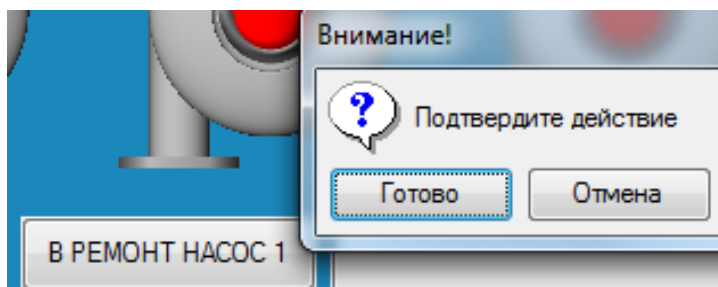 Внимание!
Подтвердите действие
Готово
Отмена
В РЕМОНТ НАСОС 1